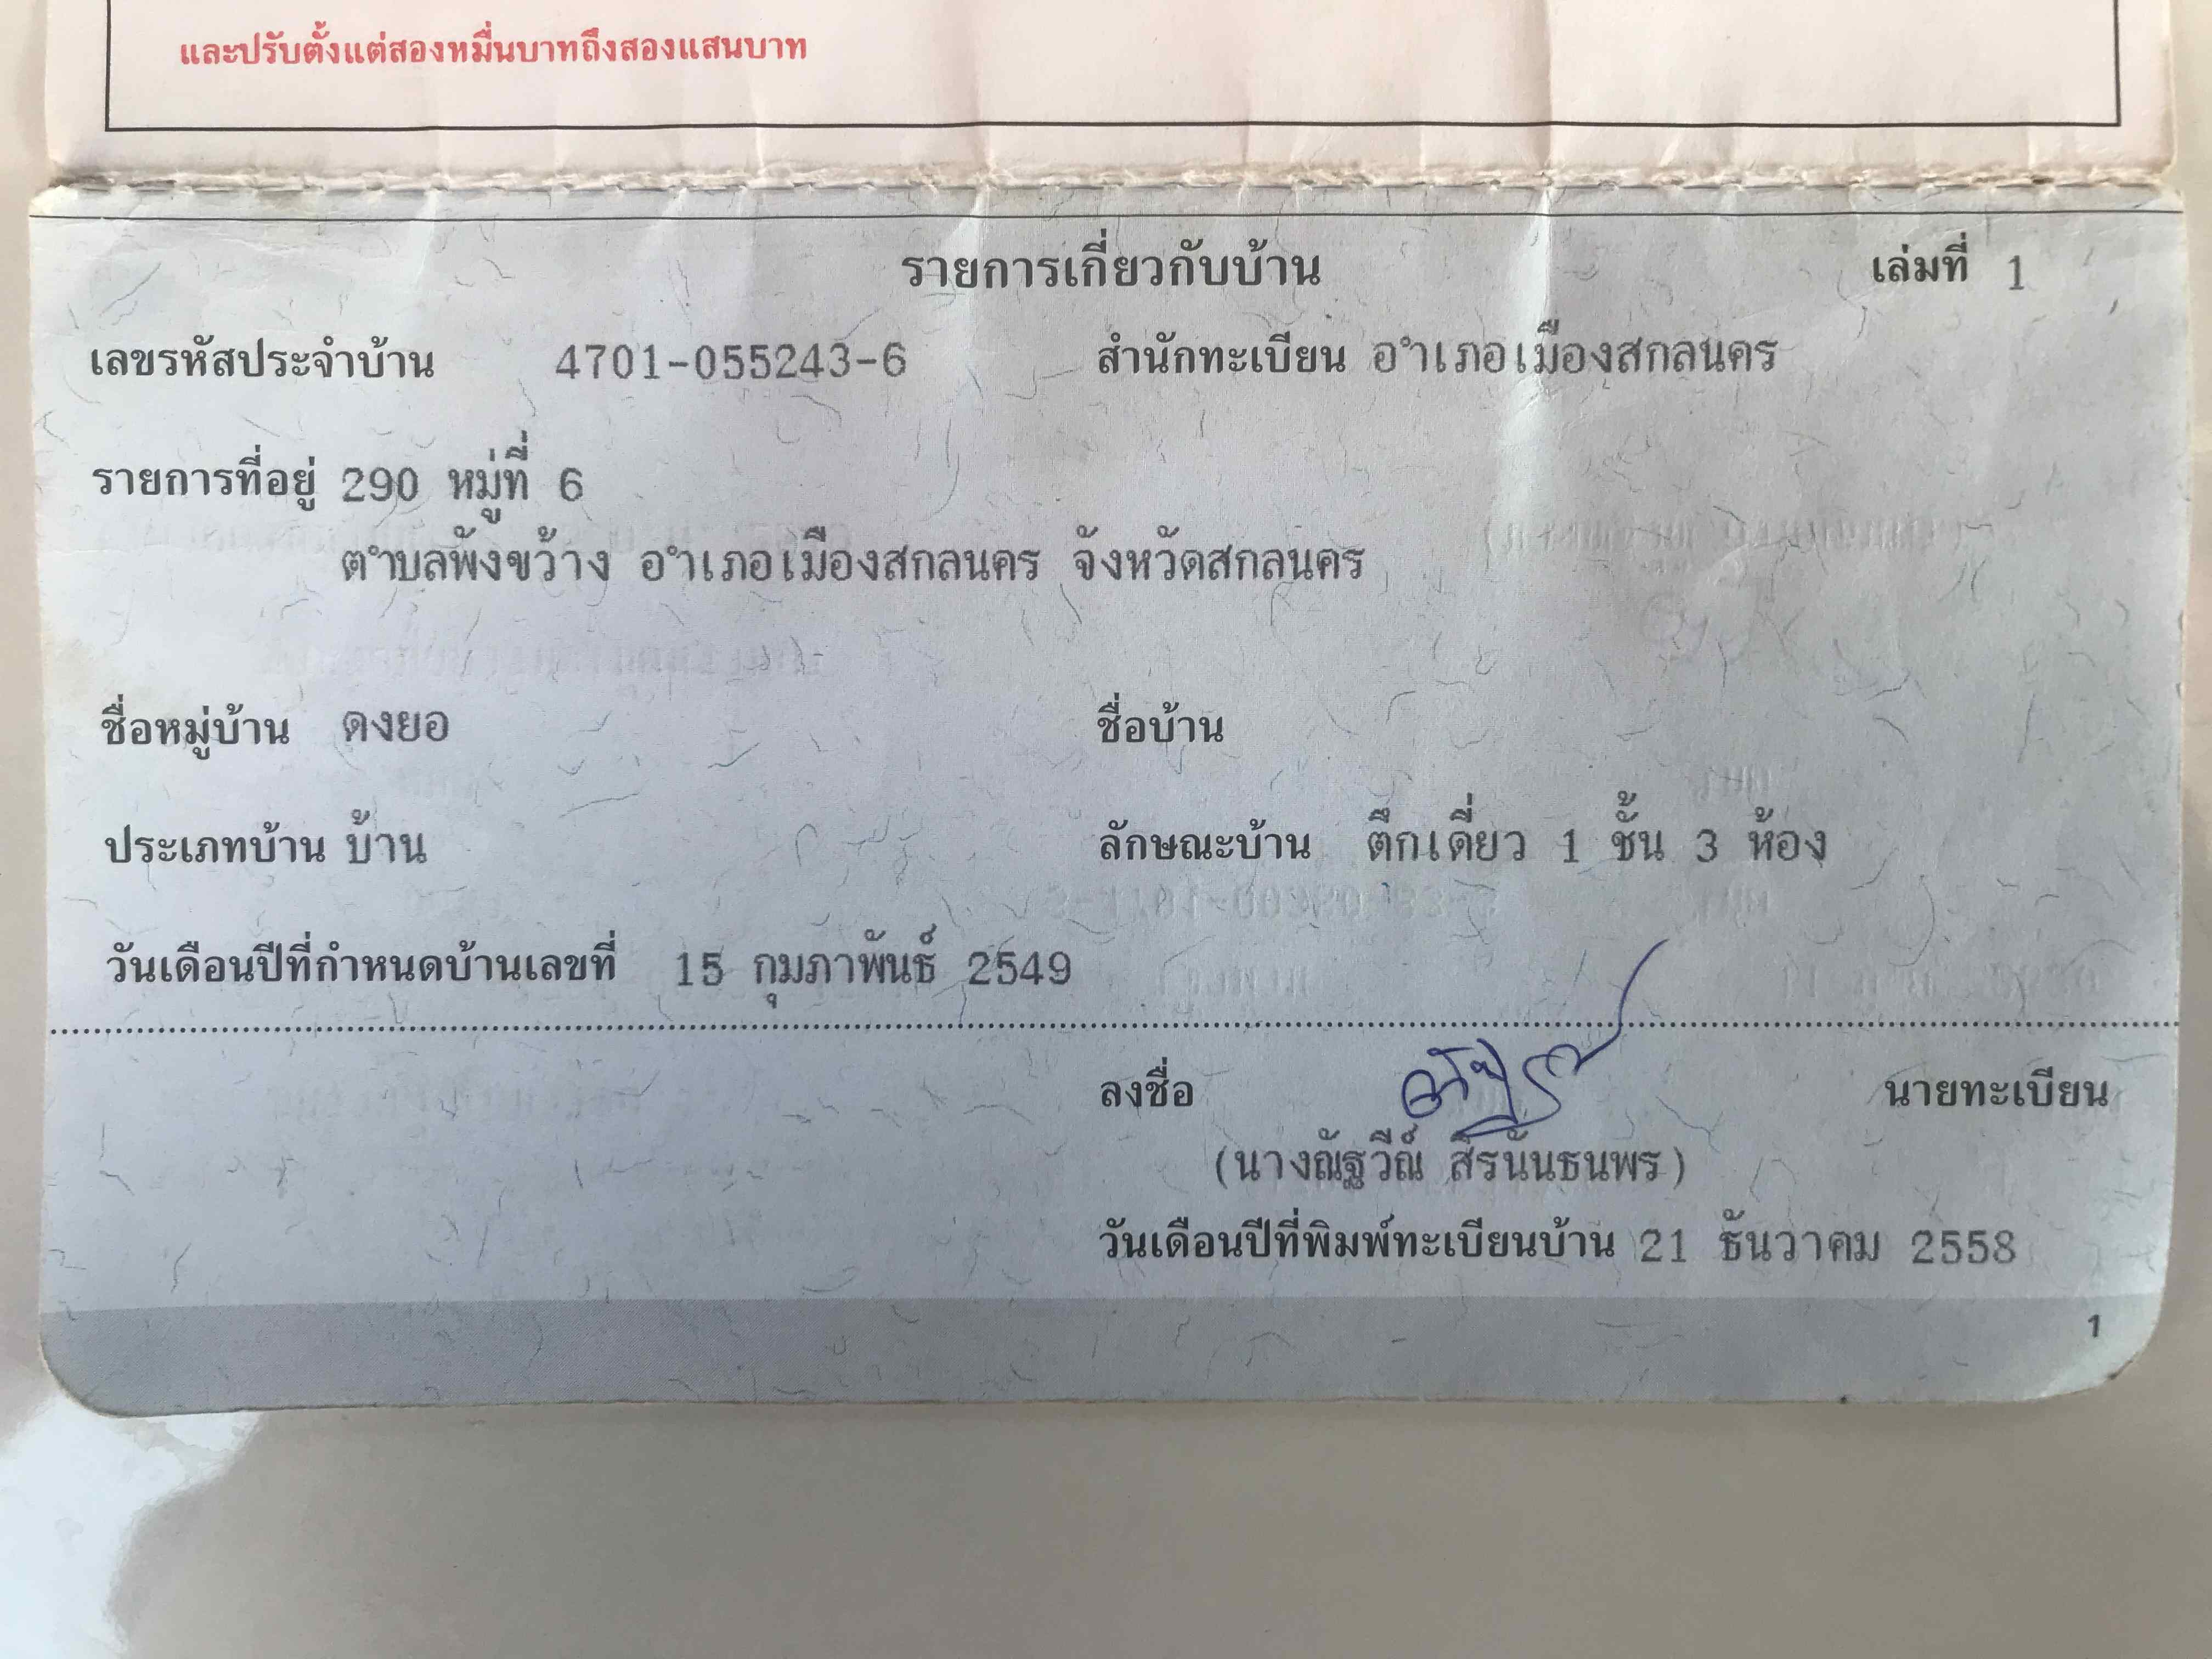 และปรับตั้งแต่สองหมื่นบาทถึงสองแสนบาท
รายการเกี่ยวกับบ้าน เล่มที่ 1
เลขรหัสประจำบ้าน 4701-055243-6 สำนักทะเบียน อำเภอเมืองสกลนคร
รายการที่อยู่ 290 หมู่ที่ 6
ตำบลพังขว้าง อำเภอเมืองสกลนคร จังหวัดสกลนคร
ชื่อหมู่บ้าน ดงยอ ชื่อบ้าน
ประเภทบ้าน บ้าน ลักษณะบ้าน ตึกเดี่ยว 1 ชั้น 3 ห้อง
วันเดือนปีที่กำหนดบ้านเลขที่ 15 กุมภาพันธ์ 2549
ลงชื่อ นายทะเบียน
(นางณัฐวีณ์ สิรนันธนพร)
วันเดือนปีที่พิมพ์ทะเบียนบ้าน 21 ธันวาคม 2558
1